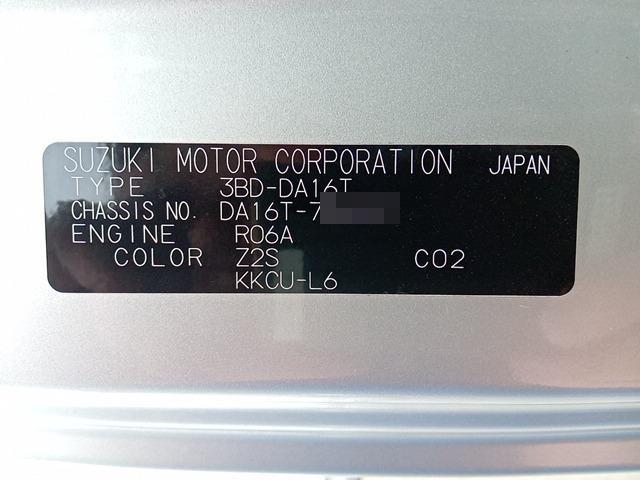 SUZUKI MOTOR CORPORATION JAPAN
TYPE 3BD-DA16T
CHASSIS NO. DA16T-7
ENGINE R06A
COLOR Z2S C02
KKCU-L6